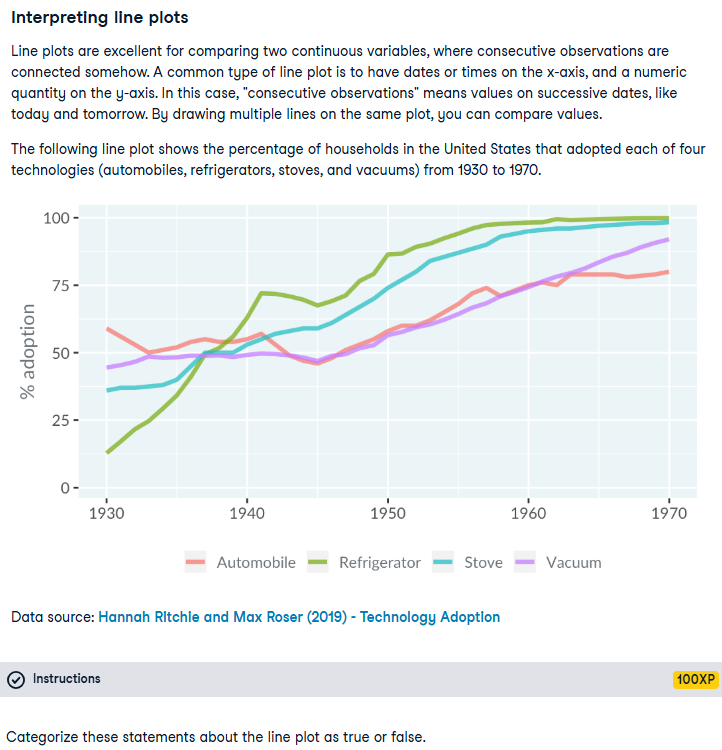 Interpreting line plots
Line plots are excellent for comparing two continuous variables, where consecutive observations are
connected somehow. A common type of line plot is to have dates or times on the x-axis, and a numeric
quantity on the y-axis. In this case, "consecutive observations" means values on successive dates, like
today and tomorrow. By drawing multiple lines on the same plot, you can compare values.
The following line plot shows the percentage of households in the United States that adopted each of four
technologies (automobiles, refrigerators, stoves, and vacuums) from 1930 to 1970.
% adoption
100
75
50
25
0
1930 1940 1950 1960 1970
Automobile Refrigerator Stove Vacuum
Data source: Hannah Ritchie and Max Roser (2019) - Technology Adoption
Instructions 100XP
Categorize these statements about the line plot as true or false.